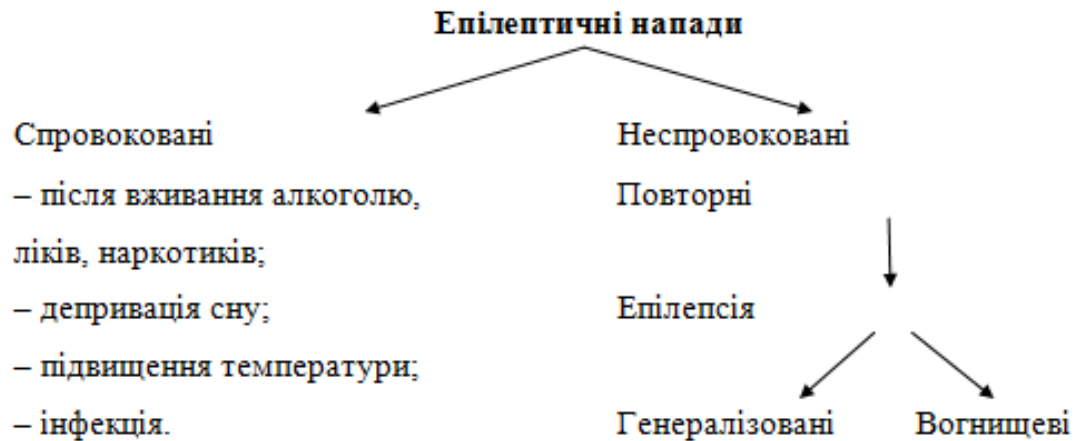 Епілептичні напади
Спровоковані
– після вживання алкоголю,
ліків, наркотиків;
– депривація сну;
– підвищення температури;
– інфекція.
Неспровоковані
Повторні
Епілепсія
Генералізовані Вогнищеві